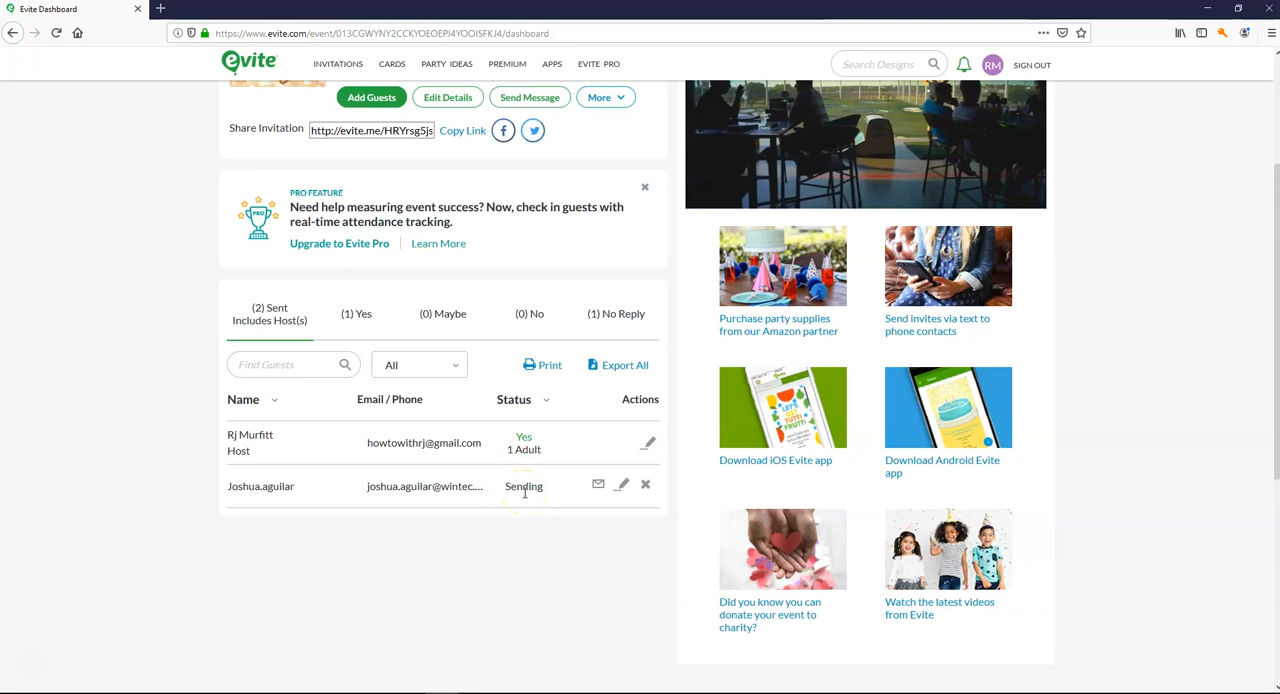 Evite Dashboard
https://www.evite.com/event/013CGWYNY2CCKYOEOEPJ4YOOISFKJ4/dashboard
evite
INVITATIONS CARDS PARTY IDEAS PREMIUM APPS EVITE PRO
Search Designs
RM
SIGN OUT
Add Guests
Edit Details
Send Message
More
Share Invitation
http://evite.me/HRYrsg5js
Copy Link
PRO FEATURE
Need help measuring event success? Now, check in guests with
real-time attendance tracking.
Upgrade to Evite Pro
Learn More
PRO
(2) Sent
Includes Host(s)
(1) Yes
(0) Maybe
(0) No
(1) No Reply
Find Guests
All
Print
Export All
Name
Email / Phone
Status
Actions
Rj Murfitt
Host
howtowithrj@gmail.com
Yes
1 Adult
Joshua.aguilar
joshua.aguilar@wintec....
Sending
Purchase party supplies
from our Amazon partner
Send invites via text to
phone contacts
LET'S
GET
TUTTI
FRUTTI!
Download iOS Evite app
Download Android Evite
app
Did you know you can
donate your event to
charity?
Watch the latest videos
from Evite